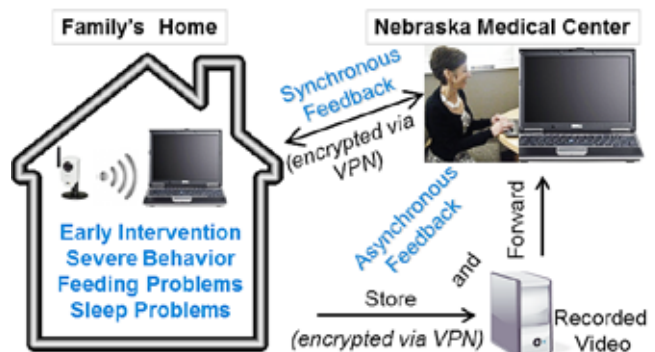 Family's Home
Nebraska Medical Center
Synchronous
Feedback
(encrypted via
VPN)
Early Intervention
Severe Behavior
Feeding Problems
Sleep Problems
Asynchronous
Feedback
Store
and
Forward
(encrypted via VPN)
Recorded
Video